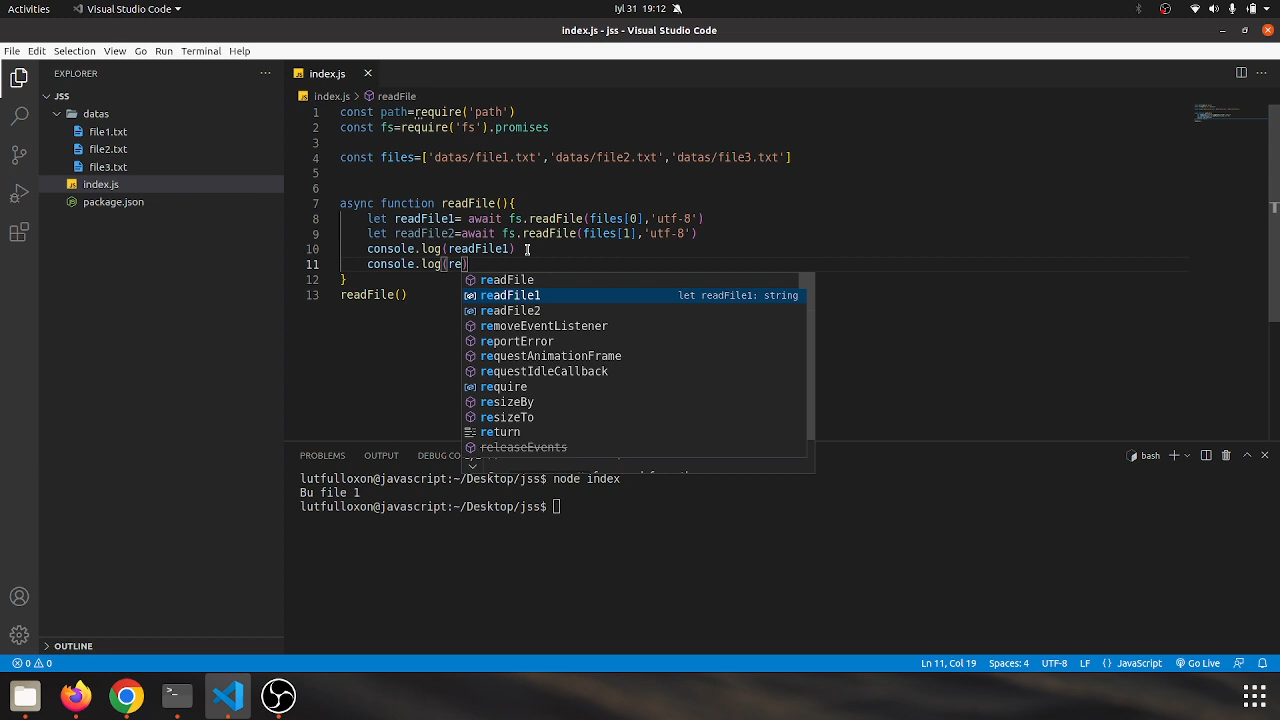 Activities
Visual Studio Code
Iyl 31 19:12
index.js - jss - Visual Studio Code
File Edit Selection View Go Run Terminal Help
EXPLORER
JSS
datas
file1.txt
file2.txt
file3.txt
index.js
package.json
OUTLINE
index.js
index.js > readFile
1 const path=require('path')
2 const fs=require('fs').promises
3
4 const files=['datas/file1.txt','datas/file2.txt','datas/file3.txt']
5
6
7 async function readFile(){
8 let readFile1= await fs.readFile(files[0],'utf-8')
9 let readFile2=await fs.readFile(files[1],'utf-8')
10 console.log(readFile1)
11 console.log(re)
12 }
13 readFile()
readFile
readFile1 let readFile1: string
readFile2
removeEventListener
reportError
requestAnimationFrame
requestIdleCallback
require
resizeBy
resizeTo
return
releaseEvents
PROBLEMS OUTPUT DEBUG CO
bash
lutfulloxon@javascript:~/Desktop/jss$ node index
Bu file 1
lutfulloxon@javascript:~/Desktop/jss$
0 0
Ln 11, Col 19 Spaces: 4 UTF-8 LF {} JavaScript Go Live